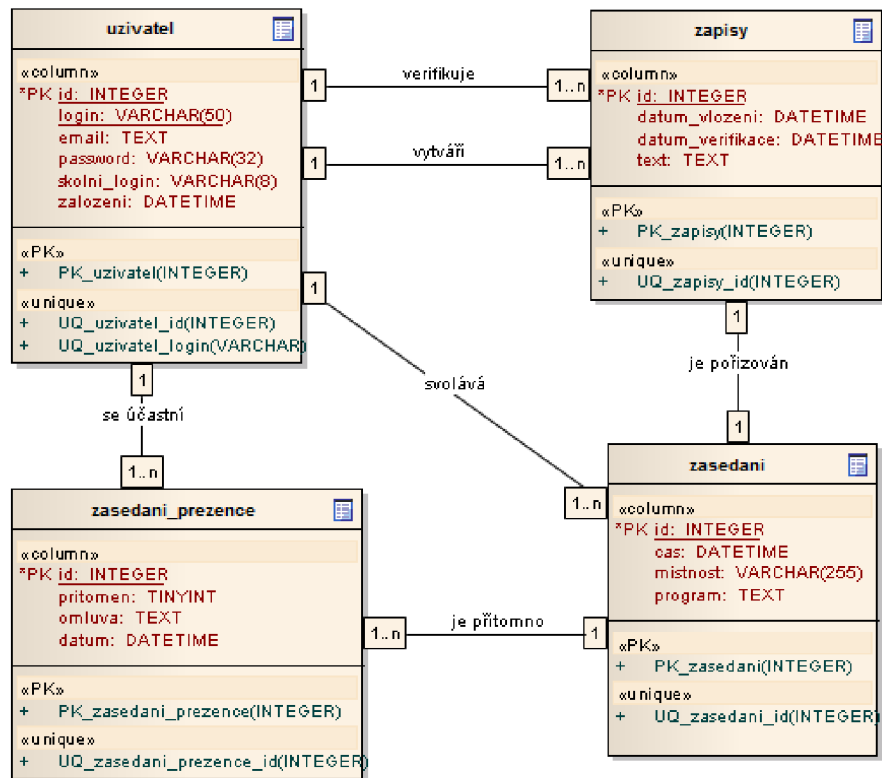 uzivatel
«column»
*PK id: INTEGER
login: VARCHAR(50)
email: TEXT
password: VARCHAR(32)
skolni_login: VARCHAR(8)
zalozeni: DATETIME
«PK»
+ PK_uzivatel(INTEGER)
«unique»
+ UQ_uzivatel_id(INTEGER)
+ UQ_uzivatel_login(VARCHAR)
1 verifikuje 1..n
1 vytváří 1..n
zapisy
«column»
*PK id: INTEGER
datum_vlozeni: DATETIME
datum_verifikace: DATETIME
text: TEXT
«PK»
+ PK_zapisy(INTEGER)
«unique»
+ UQ_zapisy_id(INTEGER)
1
svolává
1..n
1
je pořizován
1
1
se účastní
1..n
zasedani_prezence
«column»
*PK id: INTEGER
pritomen: TINYINT
omluva: TEXT
datum: DATETIME
«PK»
+ PK_zasedani_prezence(INTEGER)
«unique»
+ UQ_zasedani_prezence_id(INTEGER)
1..n je přítomno 1
zasedani
«column»
*PK id: INTEGER
cas: DATETIME
mistnost: VARCHAR(255)
program: TEXT
«PK»
+ PK_zasedani(INTEGER)
«unique»
+ UQ_zasedani_id(INTEGER)